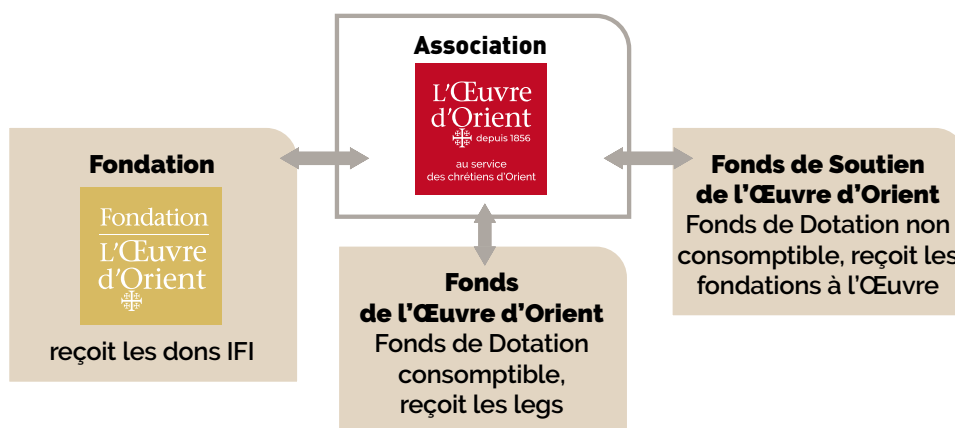 Association
L'Œuvre
d'Orient
depuis 1856
au service
des chrétiens d'Orient
Fondation
Fondation
L'Œuvre
d'Orient
reçoit les dons IFI
Fonds
de l'Œuvre d'Orient
Fonds de Dotation
consomptible,
reçoit les legs
Fonds de Soutien
de l'Œuvre d'Orient
Fonds de Dotation non
consomptible, reçoit les
fondations à l'Œuvre